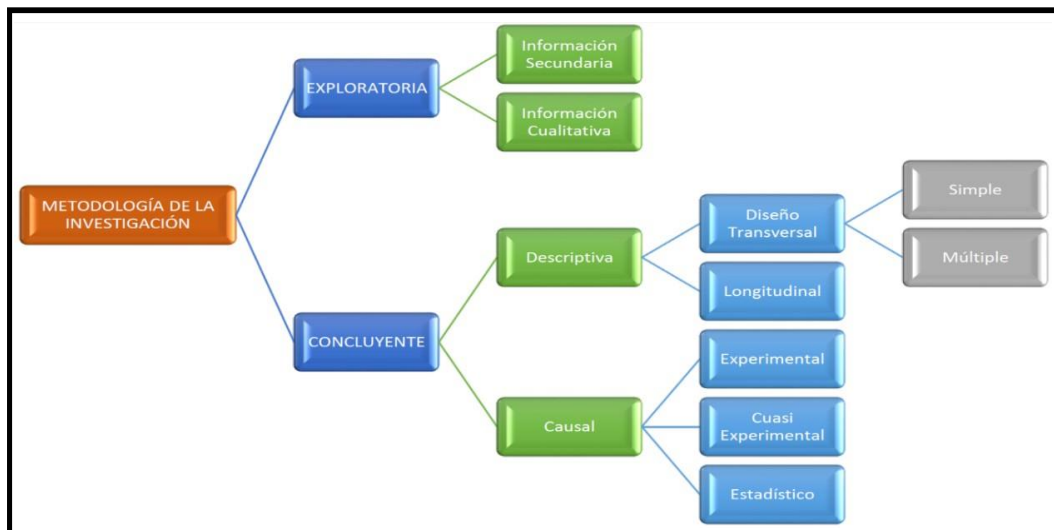 METODOLOGÍA DE LA
INVESTIGACIÓN
EXPLORATORIA
Información
Secundaria
Información
Cualitativa
CONCLUYENTE
Descriptiva
Diseño
Transversal
Simple
Múltiple
Longitudinal
Causal
Experimental
Cuasi
Experimental
Estadístico